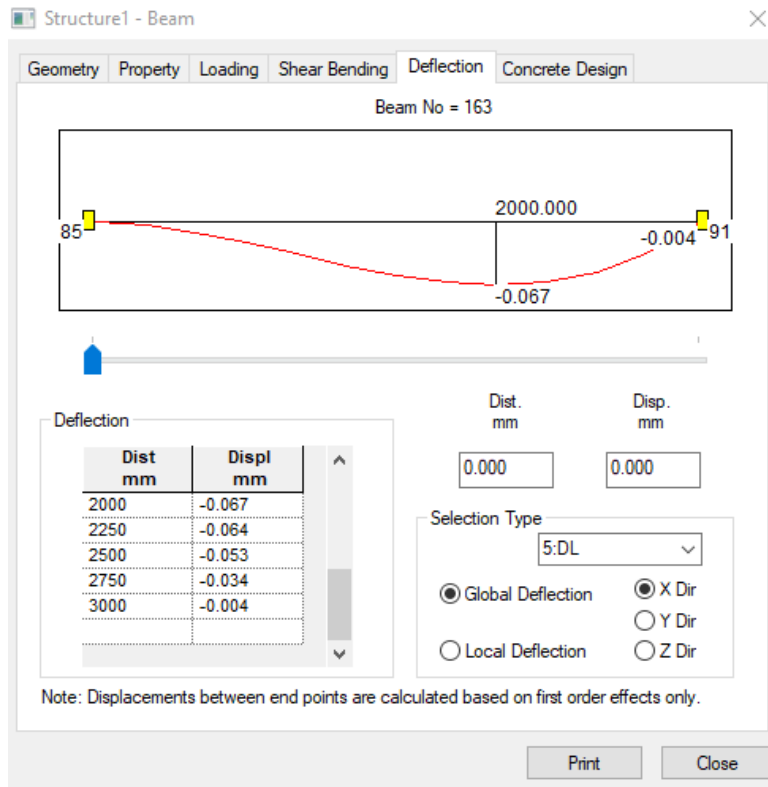 Structure1 - Beam
Geometry Property Loading Shear Bending Deflection Concrete Design
Beam No = 163
2000.000
85 -0.004 91
-0.067
Dist. Disp.
mm mm
Deflection
Dist Displ
mm mm
0.000 0.000
2000 -0.067
2250 -0.064
2500 -0.053
2750 -0.034
3000 -0.004
Selection Type
5:DL
Global Deflection X Dir
Y Dir
Local Deflection Z Dir
Note: Displacements between end points are calculated based on first order effects only.
Print Close